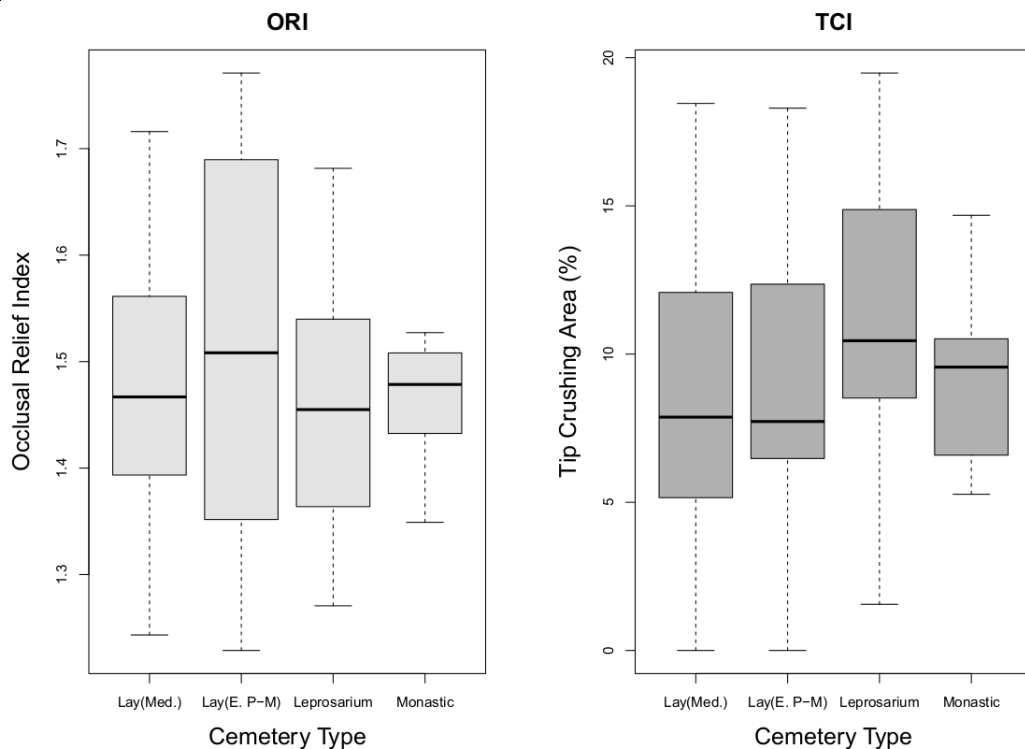 ORI
Occlusal Relief Index
1.7
1.6
1.5
1.4
1.3
Lay(Med.) Lay(E. P−M) Leprosarium Monastic
Cemetery Type
TCI
Tip Crushing Area (%)
20
15
10
5
0
Lay(Med.) Lay(E. P−M) Leprosarium Monastic
Cemetery Type